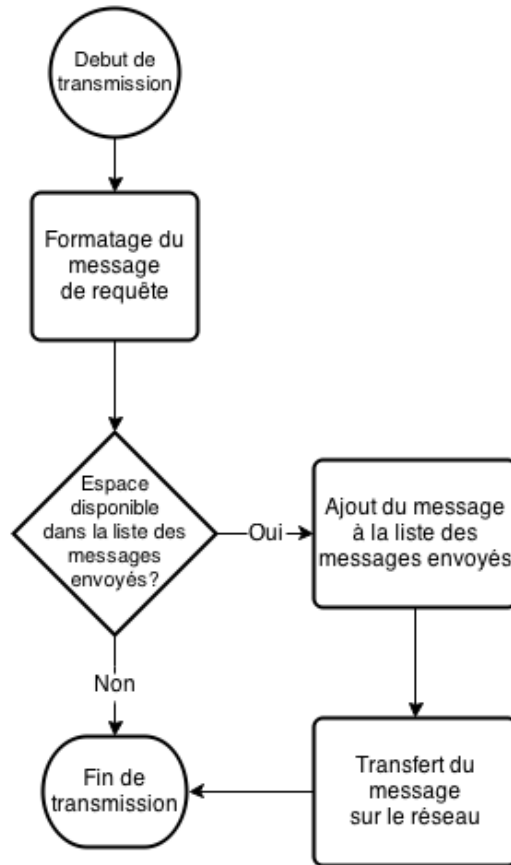 Debut de
transmission
Formatage du
message
de requête
Espace
disponible
dans la liste des
messages
envoyés?
Oui
Ajout du message
à la liste des
messages envoyés
Non
Fin de
transmission
Transfert du
message
sur le réseau